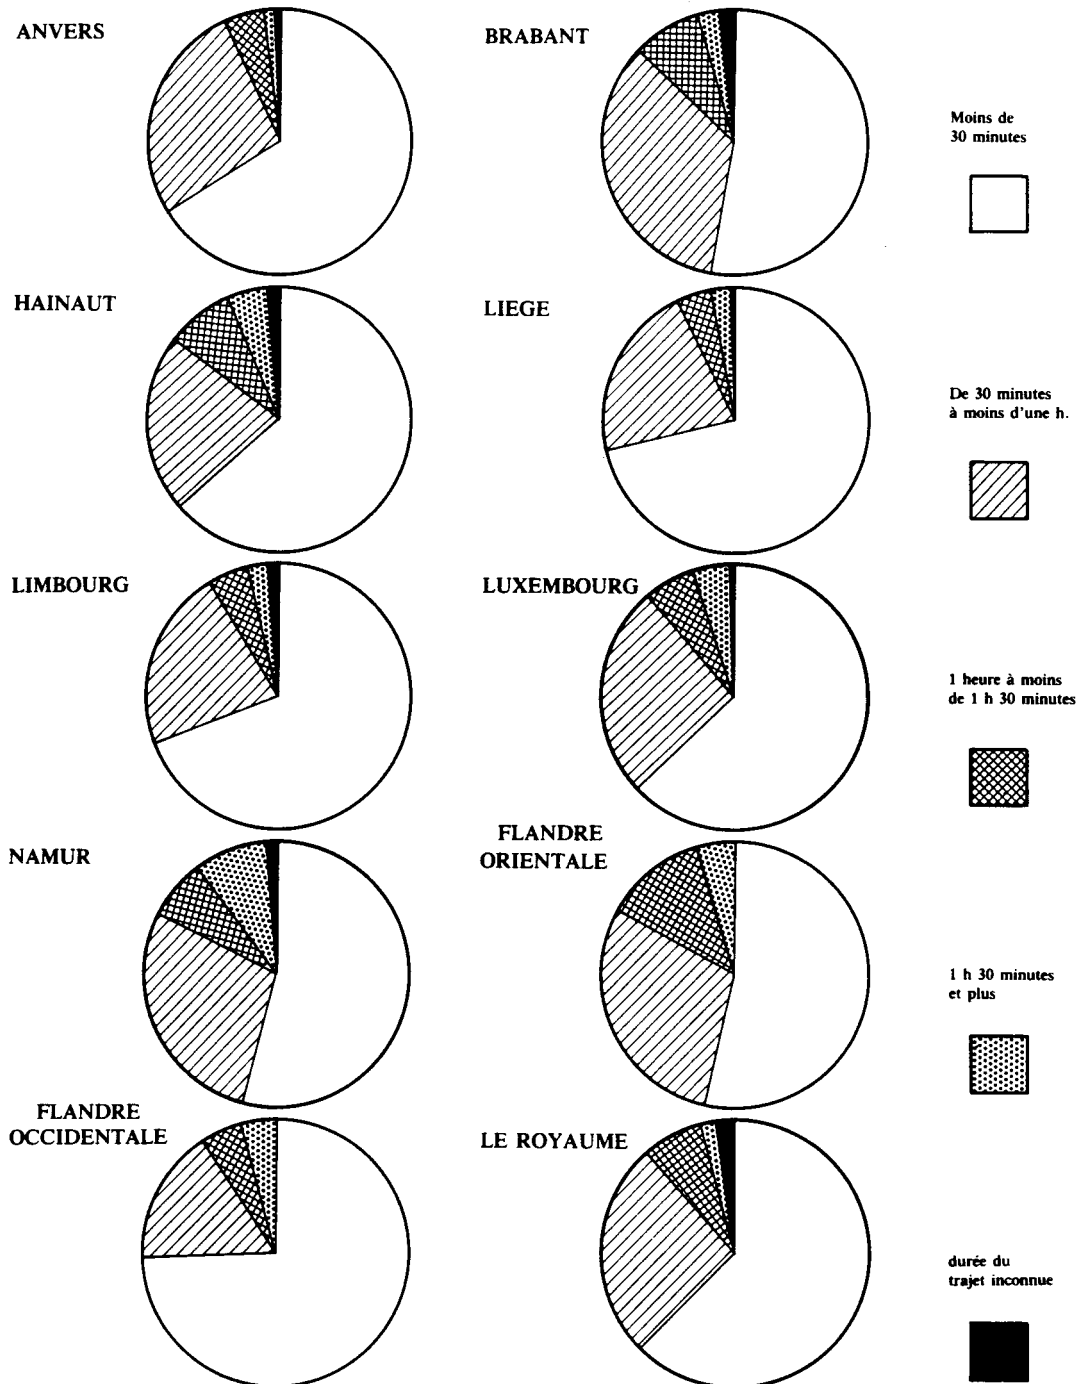 ANVERS
BRABANT
Moins de
30 minutes
HAINAUT
LIEGE
De 30 minutes
à moins d'une h.
LIMBOURG
LUXEMBOURG
1 heure à moins
de 1 h 30 minutes
NAMUR
FLANDRE
ORIENTALE
1 h 30 minutes
et plus
FLANDRE
OCCIDENTALE
LE ROYAUME
durée du
trajet inconnue